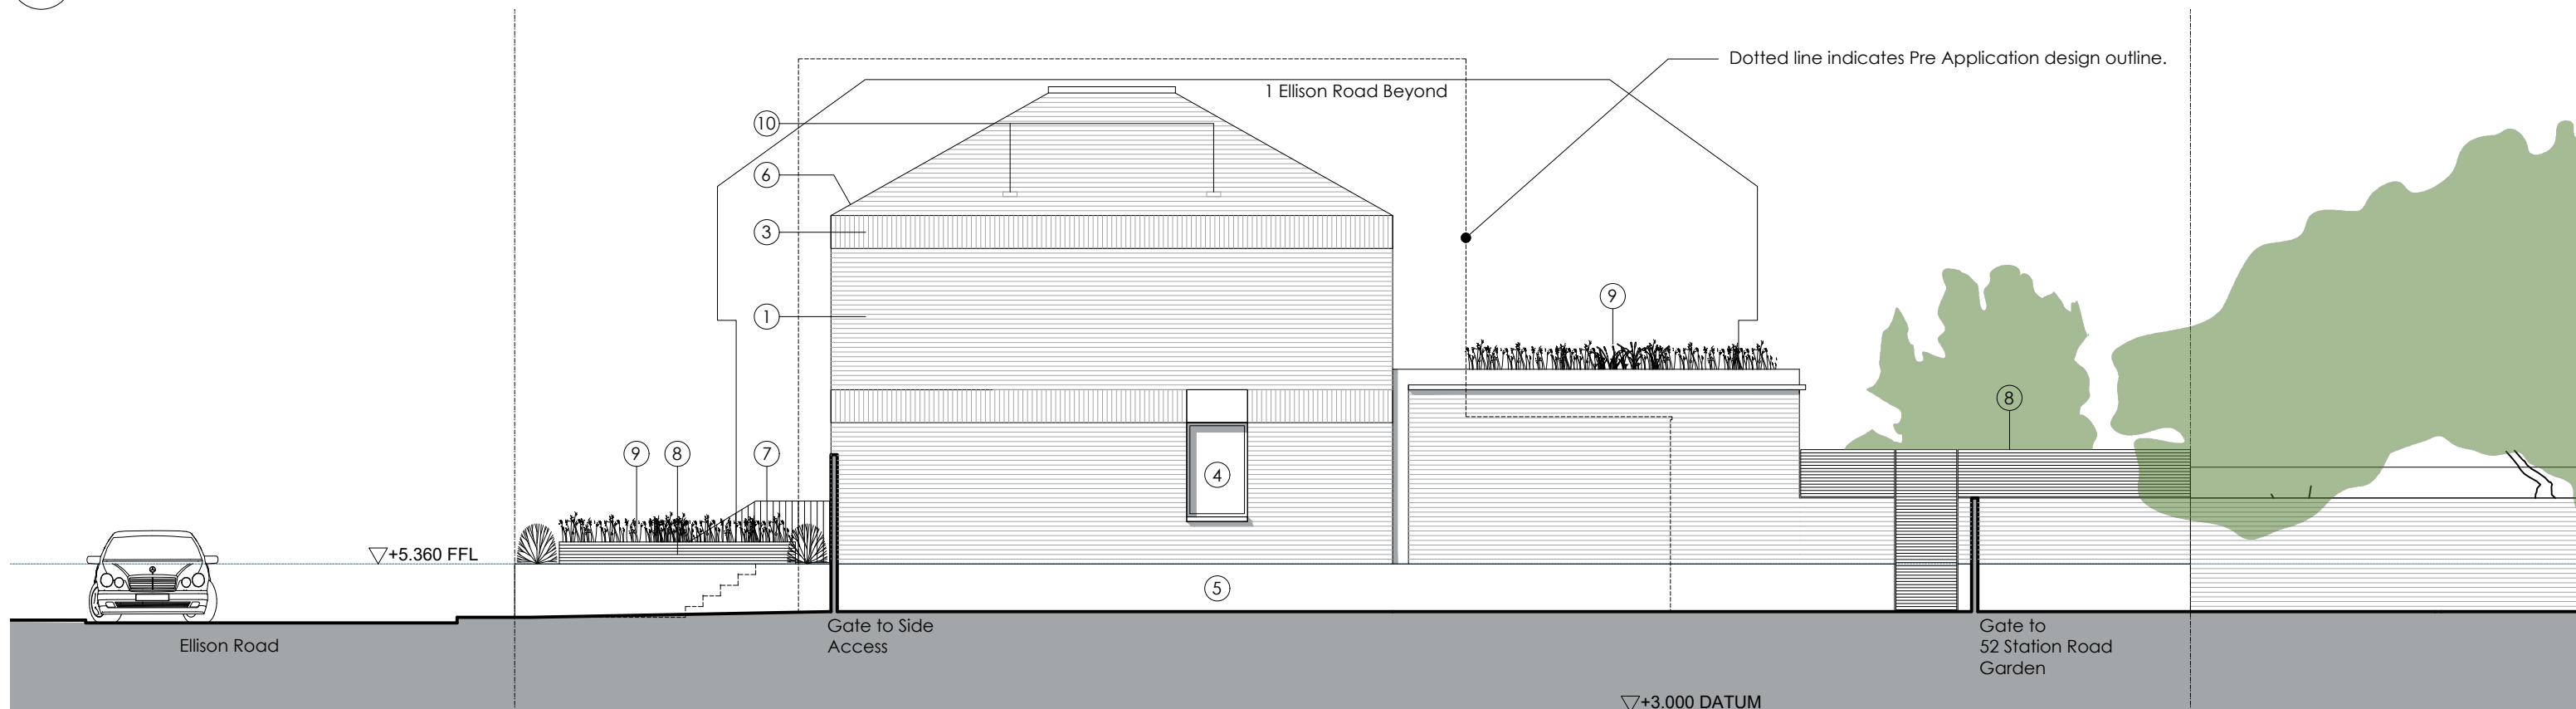 Dotted line indicates Pre Application design outline.
1 Ellison Road Beyond
10
6
3
1
9
8
9
8
7
4
+5.360 FFL
5
Ellison Road
Gate to Side
Access
Gate to
52 Station Road
Garden
+3.000 DATUM